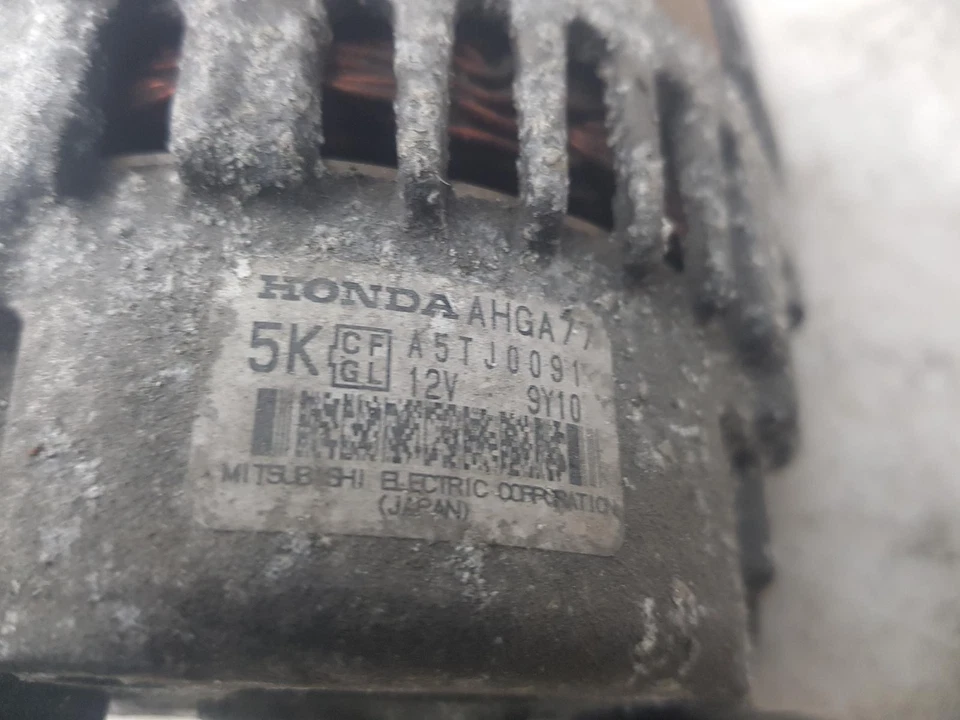 HONDA AHGA77
5K CF A5TJ0091
GL 12V 9Y10
MITSUBISHI ELECTRIC CORPORATION
(JAPAN)